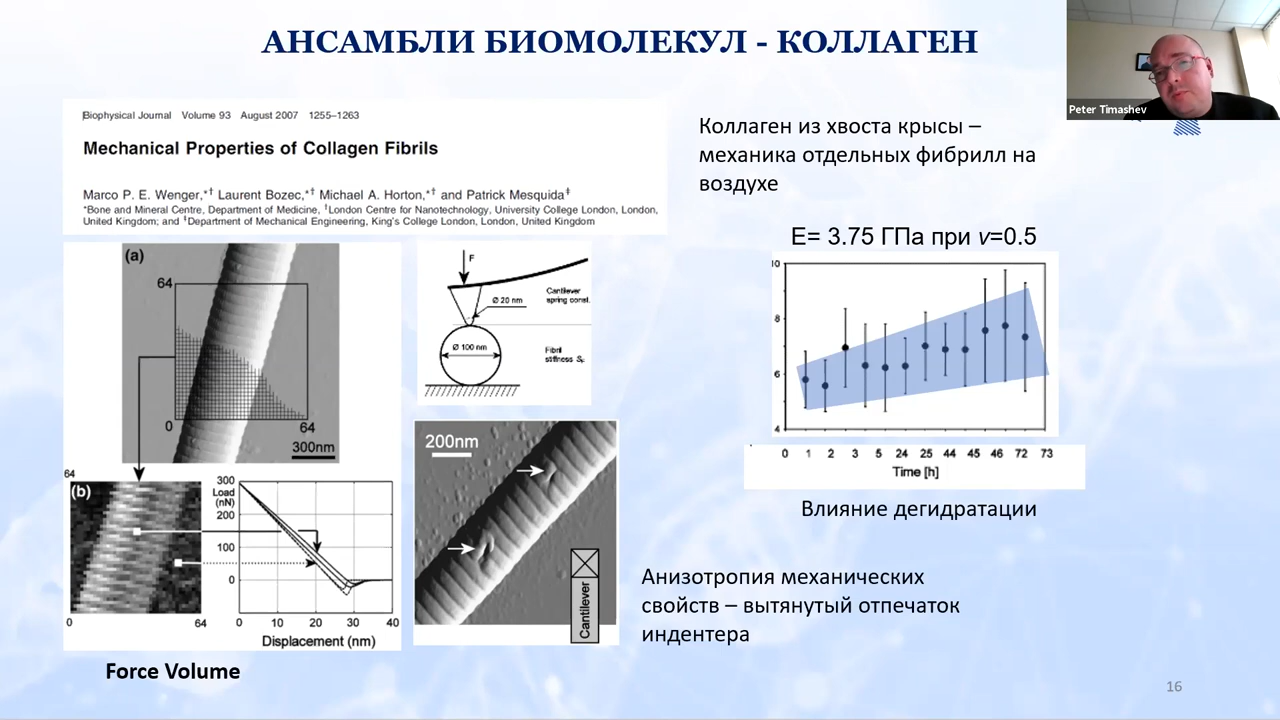 АНСАМБЛИ БИОМОЛЕКУЛ - КОЛЛАГЕН
Peter Timashev
Biophysical Journal Volume 93 August 2007 1255–1263
Mechanical Properties of Collagen Fibrils
Marco P. E. Wenger,*† Laurent Bozec,*† Michael A. Horton,*† and Patrick Mesquida‡
*Bone and Mineral Centre, Department of Medicine, †London Centre for Nanotechnology, University College London, London,
United Kingdom; and ‡Department of Mechanical Engineering, King's College London, London, United Kingdom
Коллаген из хвоста крысы –
механика отдельных фибрилл на
воздухе
E= 3.75 ГПа при v=0.5
(a)
64
0
64
300nm
F
Cantilever
spring const.
Ø 20 nm
Ø 100 nm
Fibril
stiffness S
10
8
6
4
0 1 2 3 5 24 25 44 45 46 72 73
Time [h]
Влияние дегидратации
64
(b)
0
64
300
Load
(nN)
200
100
0
0 10 20 30 40
Displacement (nm)
200nm
Cantilever
Анизотропия механических
свойств – вытянутый отпечаток
индентера
Force Volume
16